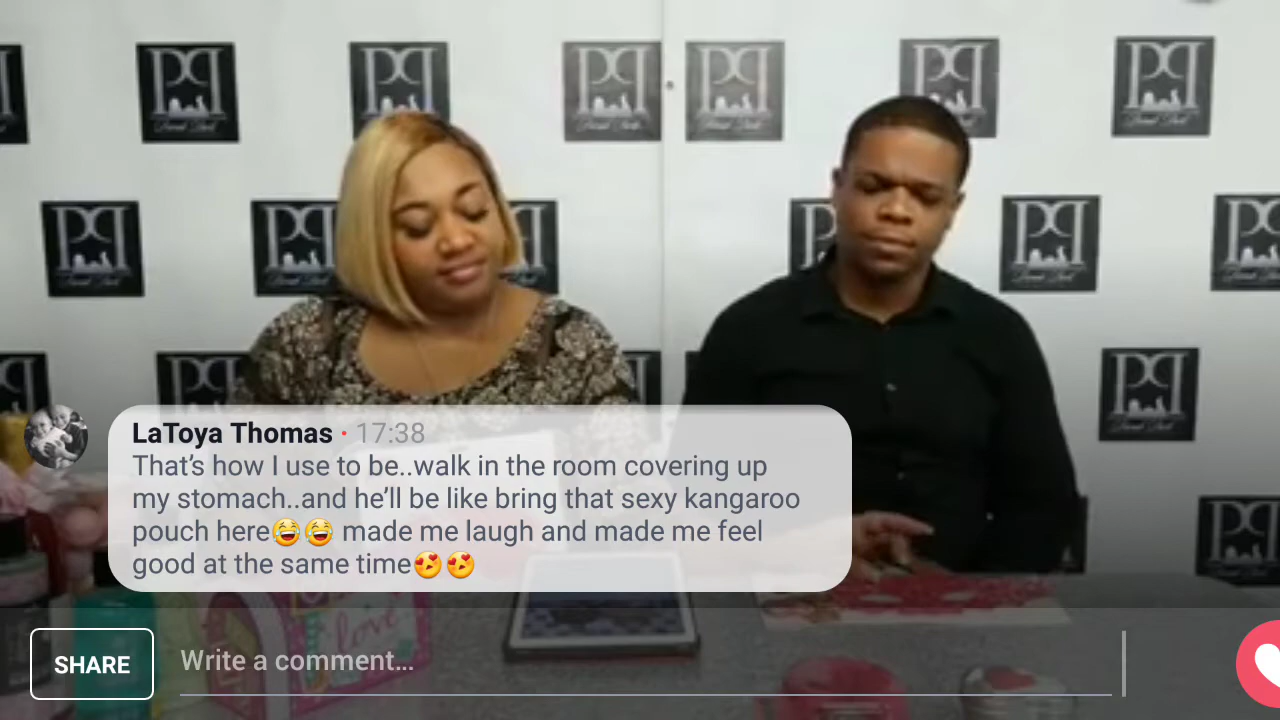 LaToya Thomas · 17:38
That's how I use to be..walk in the room covering up
my stomach..and he'll be like bring that sexy kangaroo
pouch here😂😂 made me laugh and made me feel
good at the same time😍😍
love
SHARE
Write a comment...